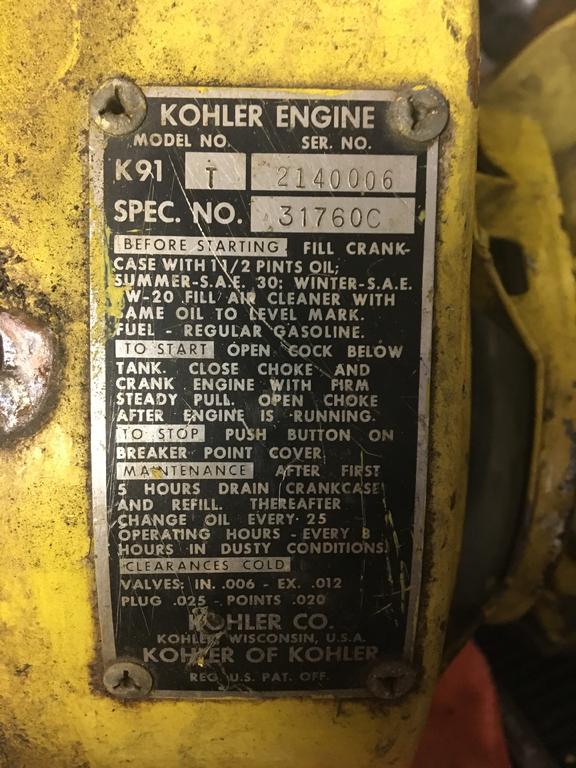 KOHLER ENGINE
MODEL NO. SER. NO.
K91 T 2140006
SPEC. NO. 31760C
BEFORE STARTING FILL CRANK-
CASE WITH 1 1/2 PINTS OIL;
SUMMER-S.A.E. 30: WINTER-S.A.E.
W-20 FILL AIR CLEANER WITH
SAME OIL TO LEVEL MARK.
FUEL - REGULAR GASOLINE.
TO START OPEN COCK BELOW
TANK. CLOSE CHOKE AND
CRANK ENGINE WITH FIRM
STEADY PULL. OPEN CHOKE
AFTER ENGINE IS RUNNING.
TO STOP PUSH BUTTON ON
BREAKER POINT COVER
MAINTENANCE AFTER FIRST
5 HOURS DRAIN CRANKCASE
AND REFILL. THEREAFTER
CHANGE OIL EVERY 25
OPERATING HOURS - EVERY 8
HOURS IN DUSTY CONDITIONS.
CLEARANCES COLD
VALVES: IN. .006 - EX. .012
PLUG .025 - POINTS .020
KOHLER CO.
KOHLER, WISCONSIN, U.S.A.
KOHLER OF KOHLER
REG. U.S. PAT. OFF.